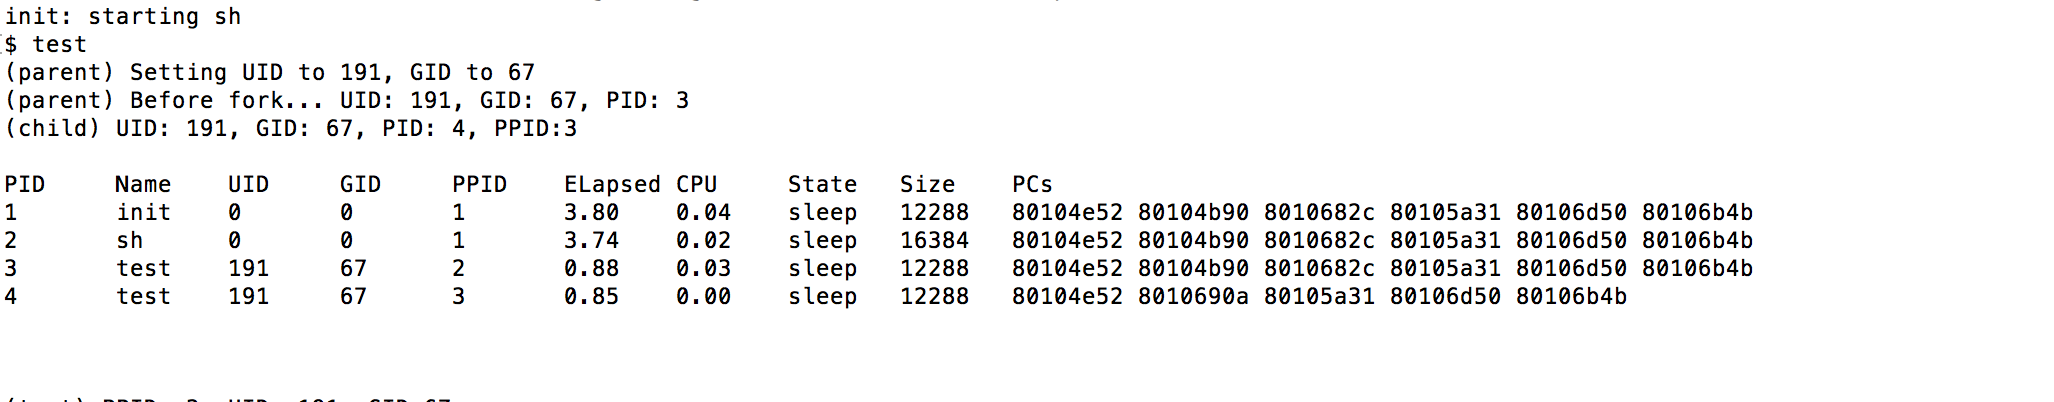 init: starting sh
$ test
(parent) Setting UID to 191, GID to 67
(parent) Before fork... UID: 191, GID: 67, PID: 3
(child) UID: 191, GID: 67, PID: 4, PPID:3
PID Name UID GID PPID ELapsed CPU State Size PCs
1 init 0 0 1 3.80 0.04 sleep 12288 80104e52 80104b90 8010682c 80105a31 80106d50 80106b4b
2 sh 0 0 1 3.74 0.02 sleep 16384 80104e52 80104b90 8010682c 80105a31 80106d50 80106b4b
3 test 191 67 2 0.88 0.03 sleep 12288 80104e52 80104b90 8010682c 80105a31 80106d50 80106b4b
4 test 191 67 3 0.85 0.00 sleep 12288 80104e52 8010690a 80105a31 80106d50 80106b4b